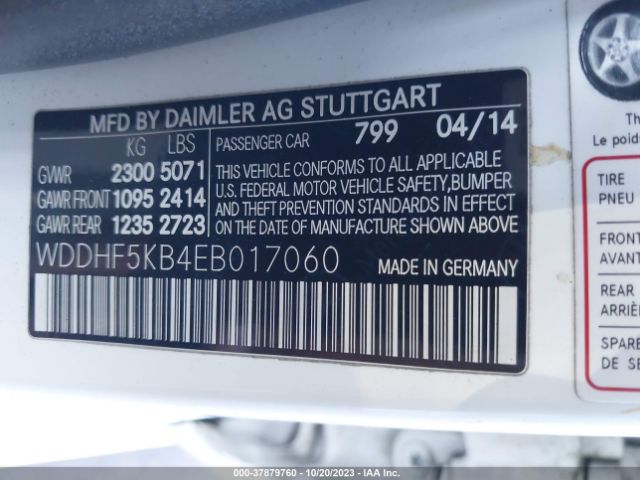 MFD BY DAIMLER AG STUTTGART
KG LBS
PASSENGER CAR 799 04/14
GVWR 2300 5071
GAWR FRONT 1095 2414
GAWR REAR 1235 2723
THIS VEHICLE CONFORMS TO ALL APPLICABLE
U.S. FEDERAL MOTOR VEHICLE SAFETY, BUMPER
AND THEFT PREVENTION STANDARDS IN EFFECT
ON THE DATE OF MANUFACTURE SHOWN ABOVE
WDDHF5KB4EB017060 MADE IN GERMANY
Th
Le poid
TIRE
PNEU
FRONT
AVANT
REAR
ARRIÈR
SPARE
DE SE
000-37879760 - 10/20/2023 - IAA Inc.